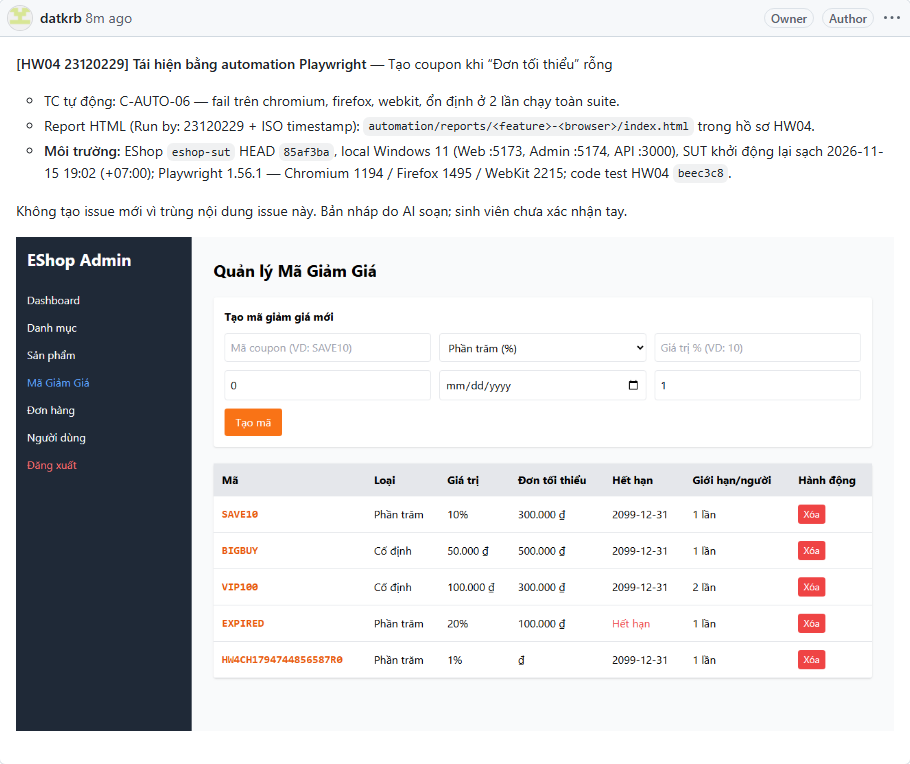 datkrb 8m ago Owner Author ...
[HW04 23120229] Tái hiện bằng automation Playwright — Tạo coupon khi “Đơn tối thiểu” rỗng
TC tự động: C-AUTO-06 — fail trên chromium, firefox, webkit, ổn định ở 2 lần chạy toàn suite.
Report HTML (Run by: 23120229 + ISO timestamp): automation/reports/<feature>-<browser>/index.html trong hồ sơ HW04.
Môi trường: EShop eshop-sut HEAD 85af3ba , local Windows 11 (Web :5173, Admin :5174, API :3000), SUT khởi động lại sạch 2026-11-
15 19:02 (+07:00); Playwright 1.56.1 — Chromium 1194 / Firefox 1495 / WebKit 2215; code test HW04 beec3c8 .
Không tạo issue mới vì trùng nội dung issue này. Bản nháp do AI soạn; sinh viên chưa xác nhận tay.
EShop Admin
Dashboard
Danh mục
Sản phẩm
Mã Giảm Giá
Đơn hàng
Người dùng
Đăng xuất
Quản lý Mã Giảm Giá
Tạo mã giảm giá mới
Mã coupon (VD: SAVE10) Phần trăm (%) Giá trị % (VD: 10)
0 mm/dd/yyyy 1
Tạo mã
Mã Loại Giá trị Đơn tối thiểu Hết hạn Giới hạn/người Hành động
SAVE10 Phần trăm 10% 300.000 ₫ 2099-12-31 1 lần Xóa
BIGBUY Cố định 50.000 ₫ 500.000 ₫ 2099-12-31 1 lần Xóa
VIP100 Cố định 100.000 ₫ 300.000 ₫ 2099-12-31 2 lần Xóa
EXPIRED Phần trăm 20% 100.000 ₫ Hết hạn 1 lần Xóa
HW4CH1794744856587R0 Phần trăm 1% ₫ 2099-12-31 1 lần Xóa